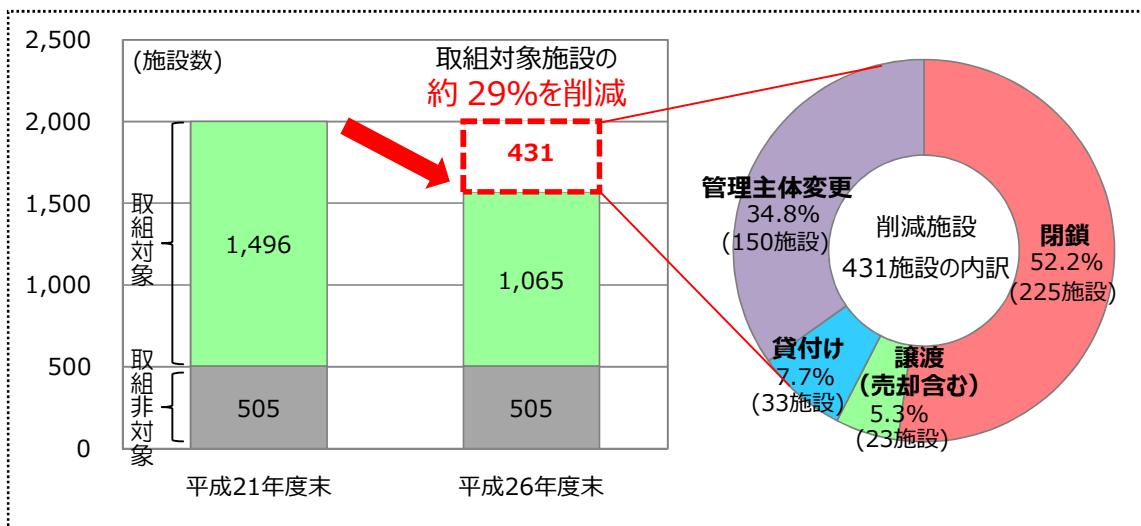 2,500
2,000
1,500
1,000
500
0
(施設数)
取組対象
取組非対象
1,496
505
平成21年度末
取組対象施設の
約 29%を削減
431
1,065
505
平成26年度末
削減施設
431施設の内訳
閉鎖
52.2%
(225施設)
譲渡
（売却含む）
5.3%
(23施設)
貸付け
7.7%
(33施設)
管理主体変更
34.8%
(150施設)